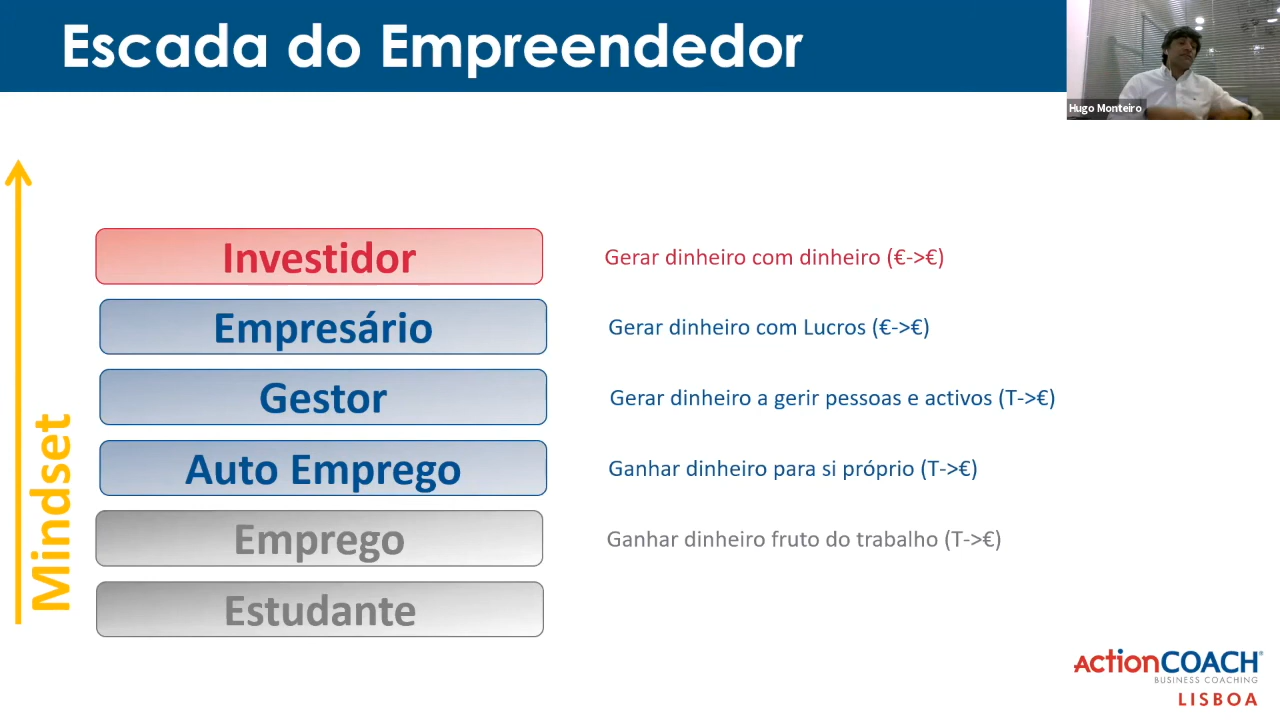 Escada do Empreendedor
Hugo Monteiro
Mindset
Investidor
Gerar dinheiro com dinheiro (€->€)
Empresário
Gerar dinheiro com Lucros (€->€)
Gestor
Gerar dinheiro a gerir pessoas e activos (T->€)
Auto Emprego
Ganhar dinheiro para si próprio (T->€)
Emprego
Ganhar dinheiro fruto do trabalho (T->€)
Estudante
ActionCOACH®
BUSINESS COACHING
LISBOA